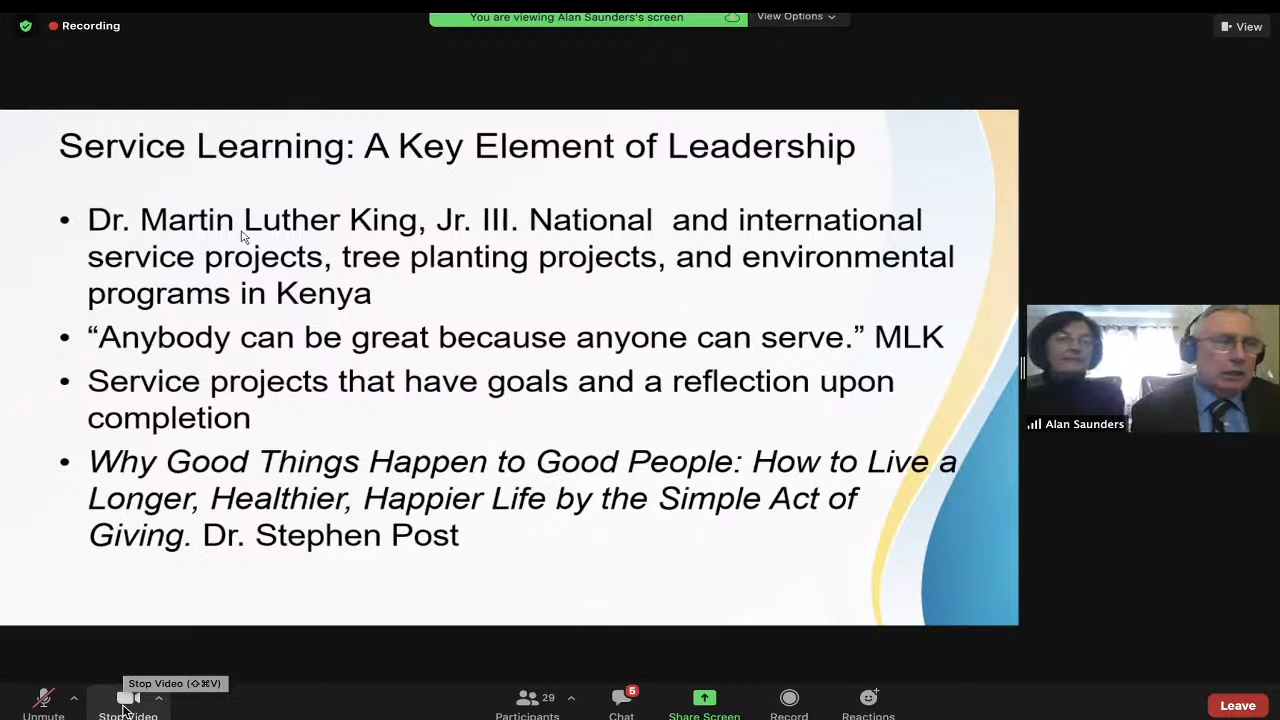 You are viewing Alan Saunders's screen
View Options
Recording
View
Service Learning: A Key Element of Leadership
• Dr. Martin Luther King, Jr. III. National and international
service projects, tree planting projects, and environmental
programs in Kenya
• “Anybody can be great because anyone can serve.” MLK
• Service projects that have goals and a reflection upon
completion
• Why Good Things Happen to Good People: How to Live a
Longer, Healthier, Happier Life by the Simple Act of
Giving. Dr. Stephen Post
Alan Saunders
Stop Video (⇧⌘V)
29
6
Unmute
Stop Video
Participants
Chat
Share Screen
Record
Reactions
Leave